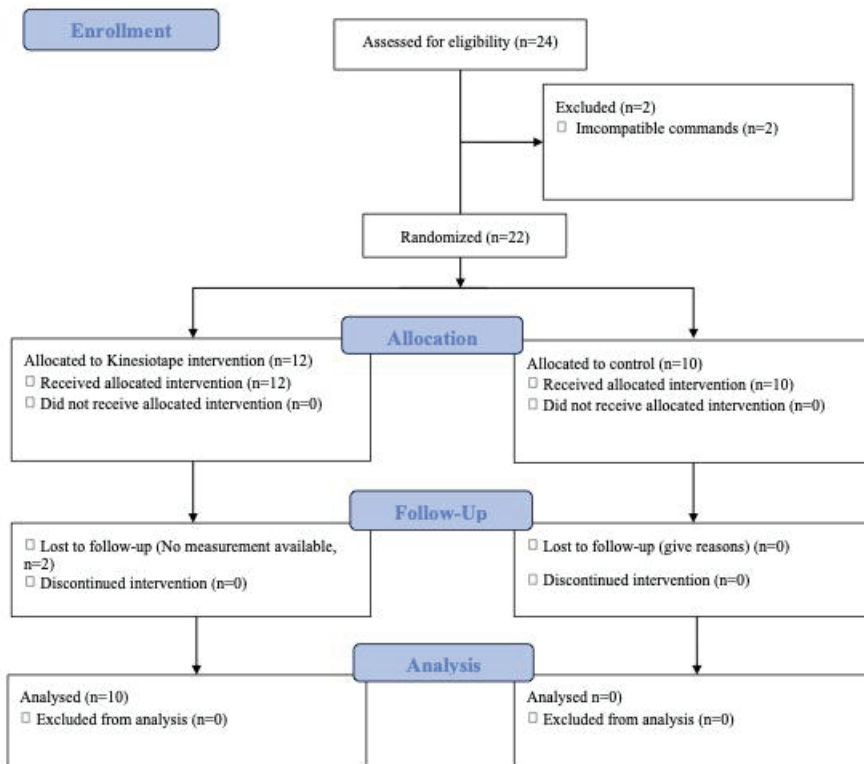 Enrollment
Assessed for eligibility (n=24)
Excluded (n=2)
Imcompatible commands (n=2)
Randomized (n=22)
Allocation
Allocated to Kinesiotape intervention (n=12)
Received allocated intervention (n=12)
Did not receive allocated intervention (n=0)
Allocated to control (n=10)
Received allocated intervention (n=10)
Did not receive allocated intervention (n=0)
Follow-Up
Lost to follow-up (No measurement available,
n=2)
Discontinued intervention (n=0)
Lost to follow-up (give reasons) (n=0)
Discontinued intervention (n=0)
Analysis
Analysed (n=10)
Excluded from analysis (n=0)
Analysed n=0)
Excluded from analysis (n=0)